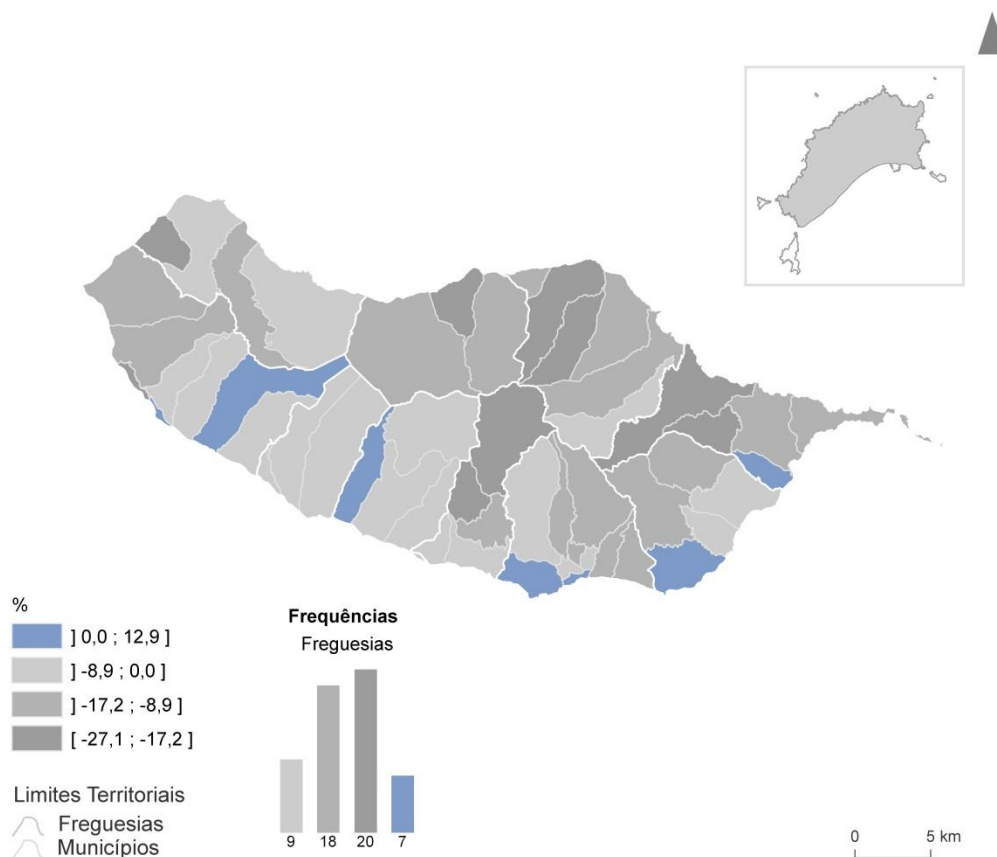 %
] 0,0 ; 12,9 ]
] -8,9 ; 0,0 ]
] -17,2 ; -8,9 ]
[ -27,1 ; -17,2 ]
Limites Territoriais
Freguesias
Municípios
Frequências
Freguesias
9 18 20 7
0 5 km